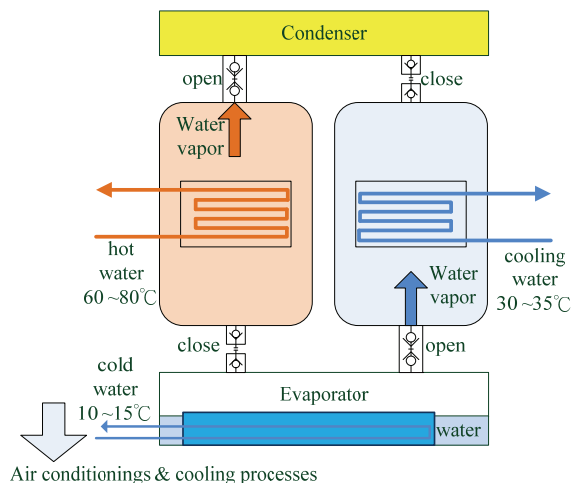 Condenser
open
close
Water
vapor
hot
water
60 ~80℃
Water
vapor
cooling
water
30 ~35℃
close
open
cold
water
10 ~15℃
Evaporator
water
Air conditionings & cooling processes